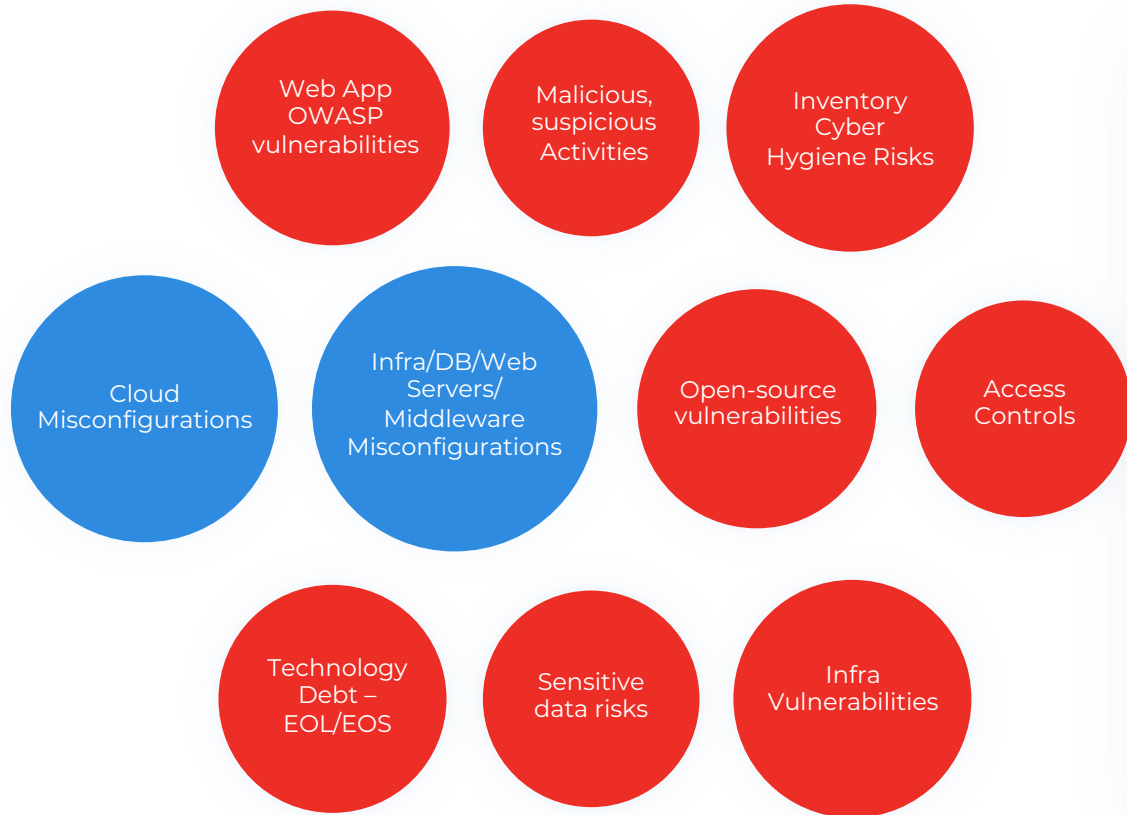 Web App
OWASP
vulnerabilities
Malicious,
suspicious
Activities
Inventory
Cyber
Hygiene Risks
Cloud
Misconfigurations
Infra/DB/Web
Servers/
Middleware
Misconfigurations
Open-source
vulnerabilities
Access
Controls
Technology
Debt –
EOL/EOS
Sensitive
data risks
Infra
Vulnerabilities